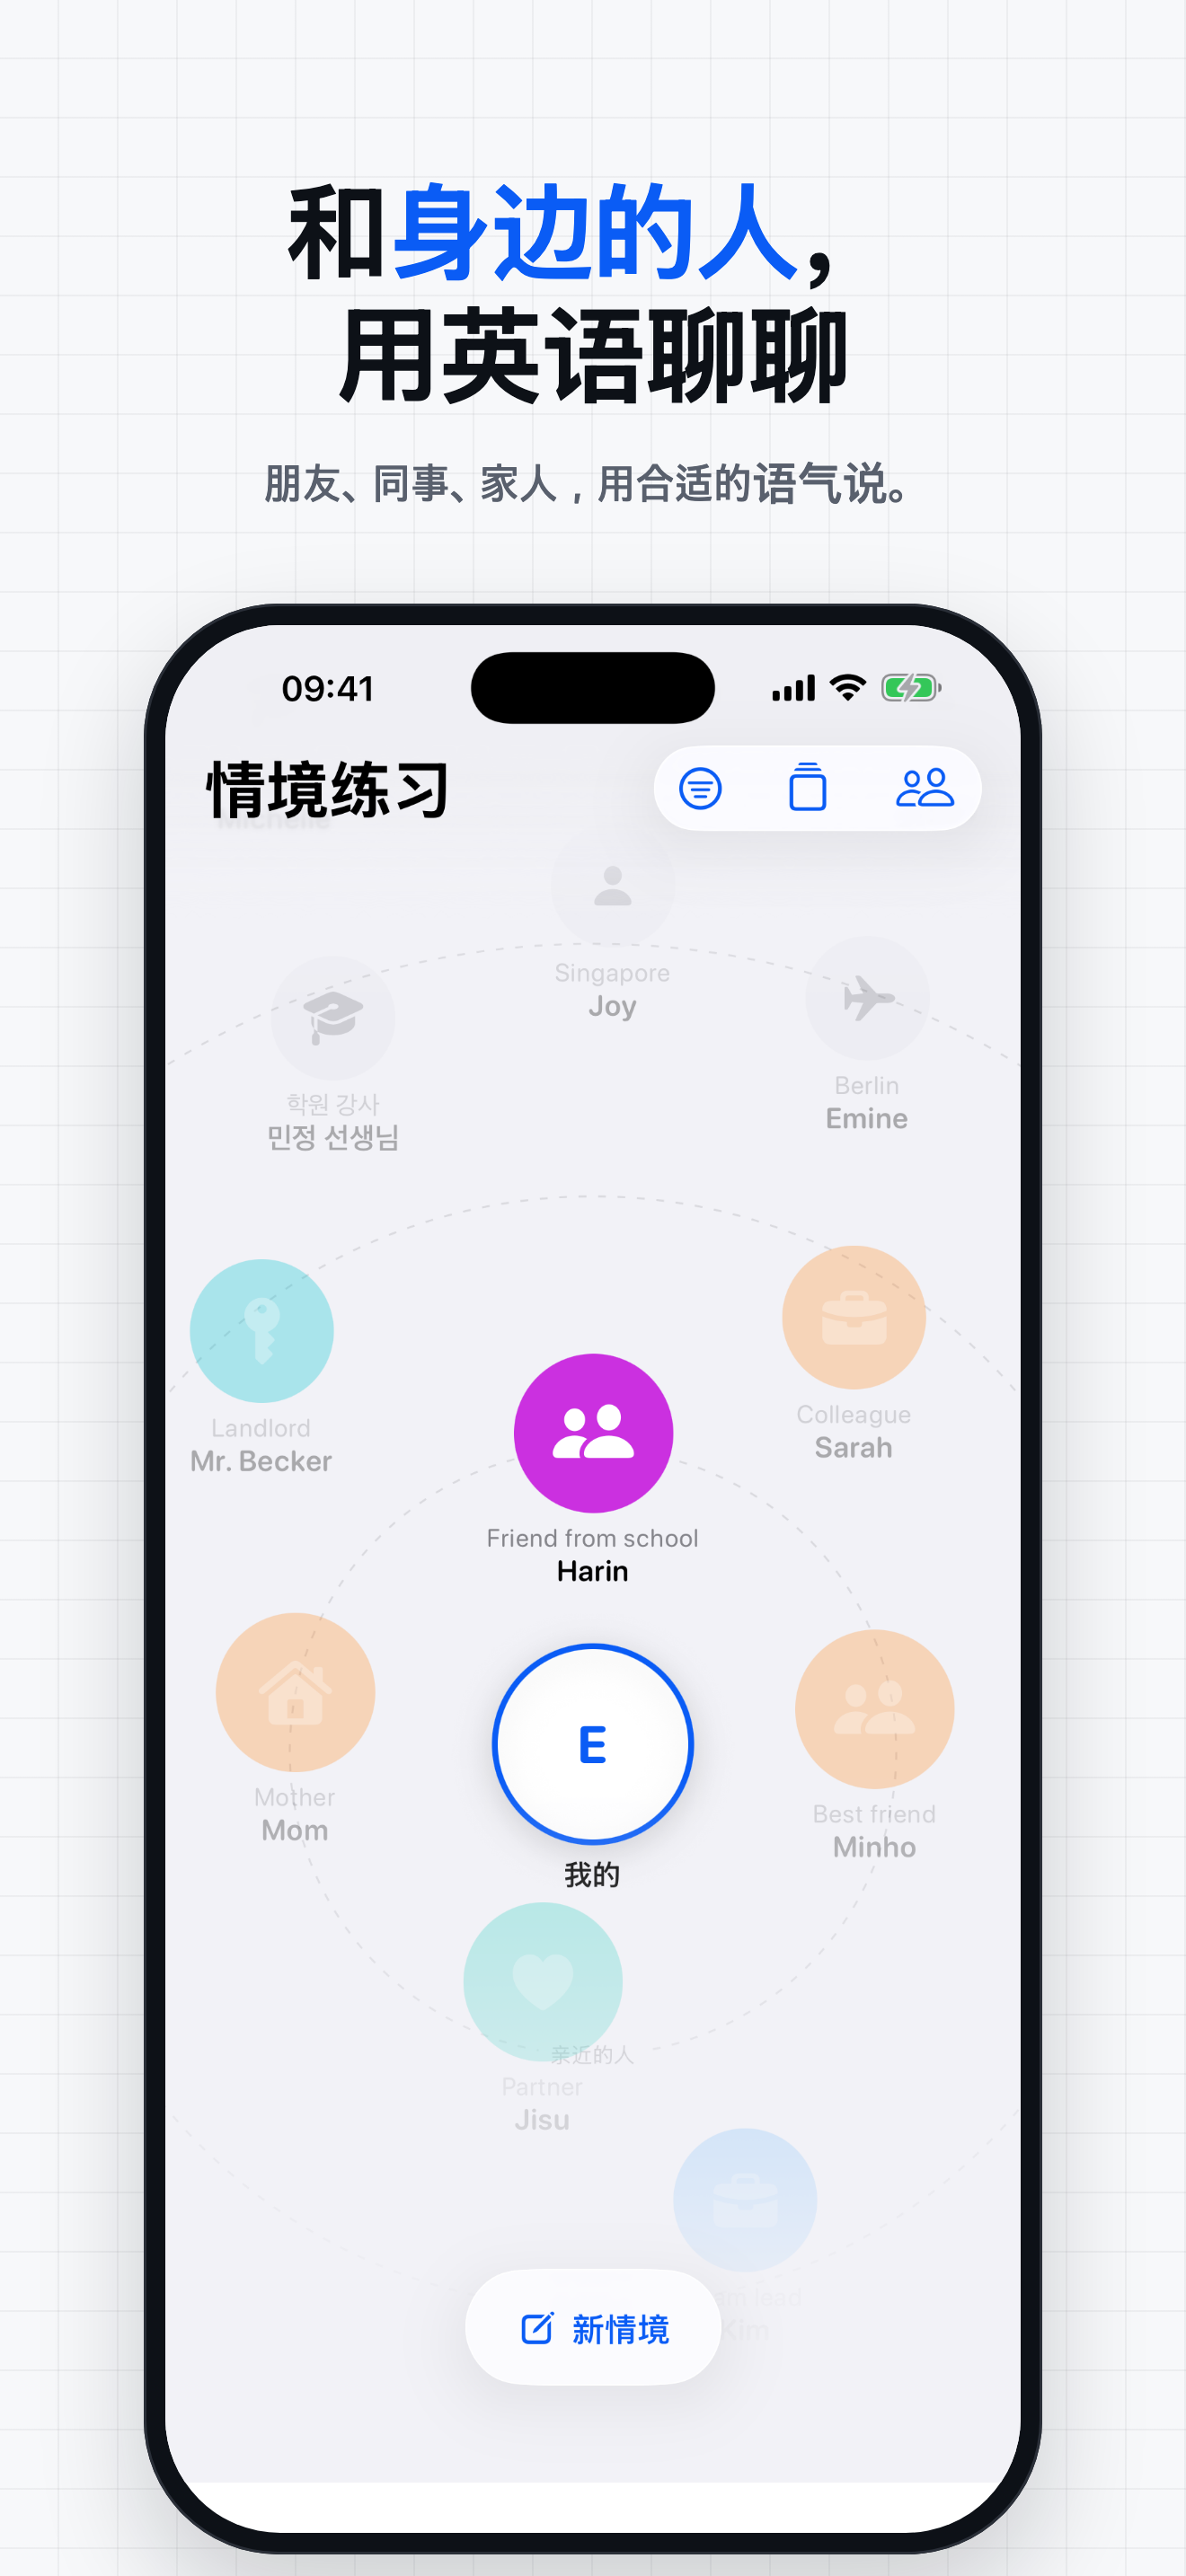 和身边的人，
用英语聊聊
朋友、同事、家人，用合适的语气说。
09:41
情境练习
Michelle
Singapore
Joy
학원 강사
민정 선생님
Berlin
Emine
Landlord
Mr. Becker
Colleague
Sarah
Friend from school
Harin
Mother
Mom
E
我的
Best friend
Minho
亲近的人
Partner
Jisu
lead
Kim
新情境